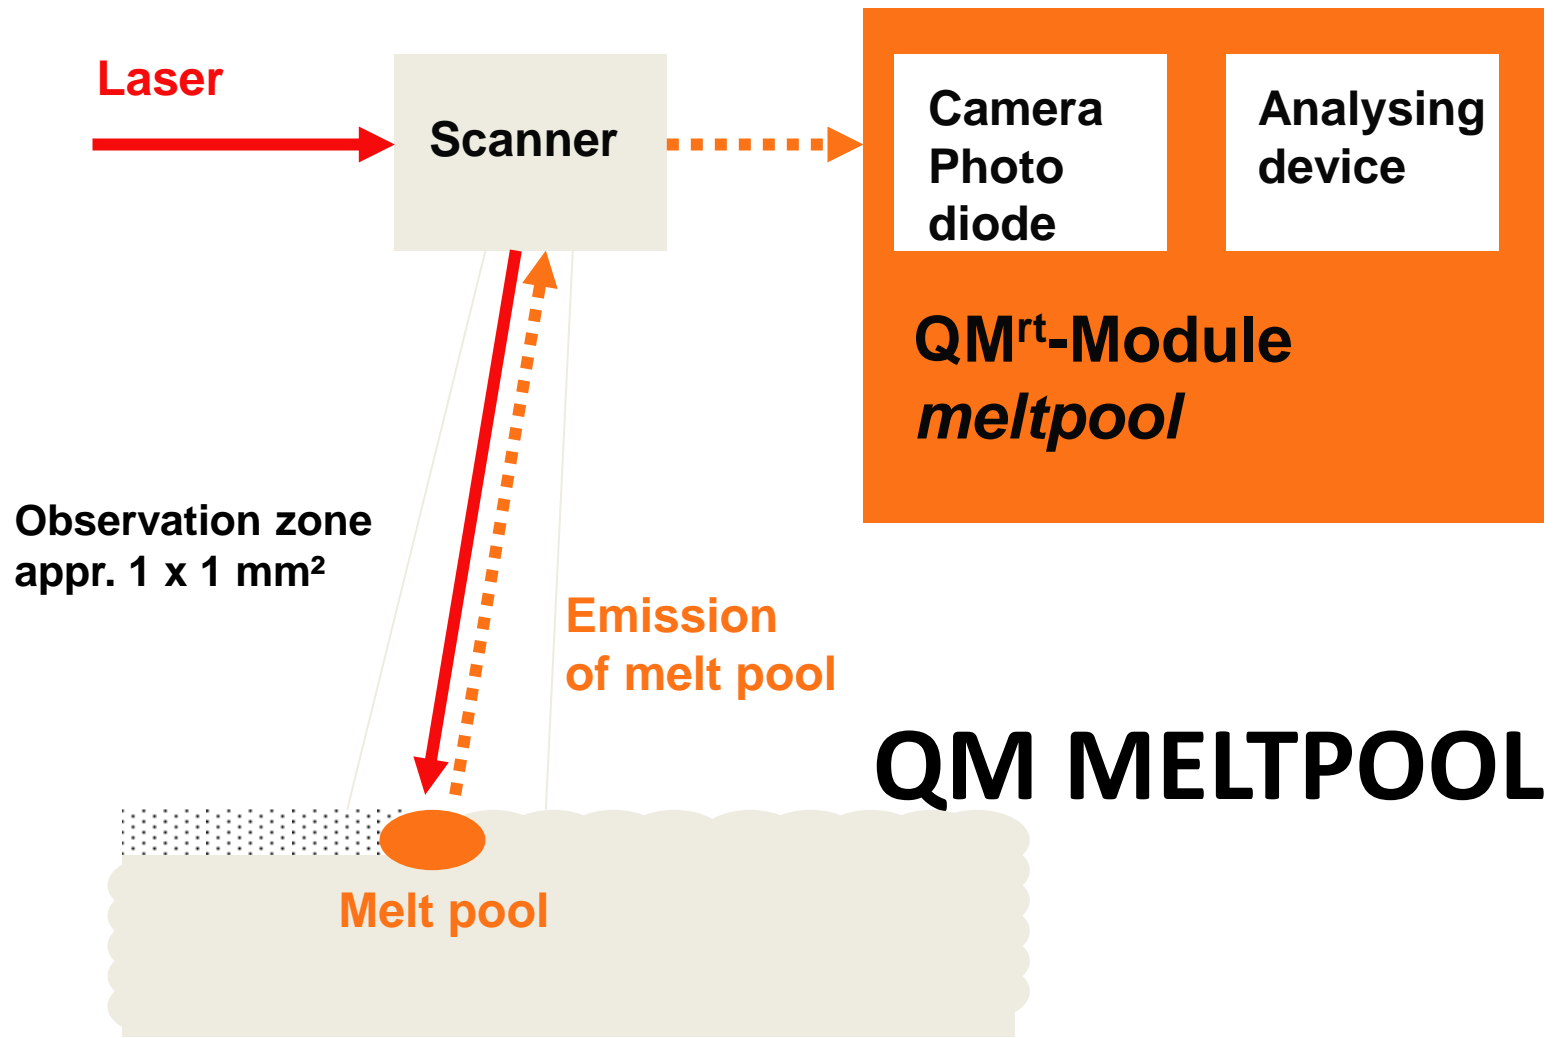 Laser
Scanner
Camera
Photo
diode
Analysing
device
QMʳᵗ-Module
meltpool
Observation zone
appr. 1 x 1 mm²
Emission
of melt pool
QM MELTPOOL
Melt pool